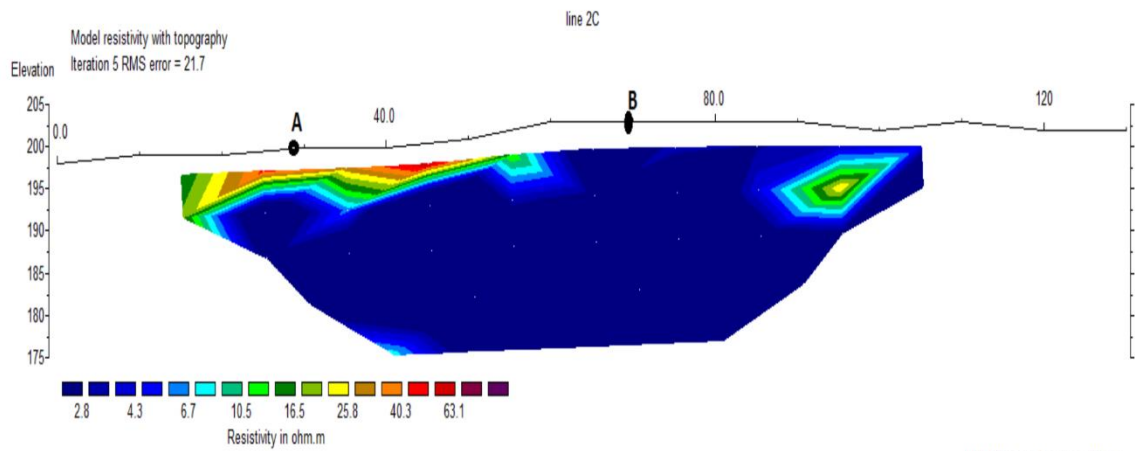 line 2C
Model resistivity with topography
Iteration 5 RMS error = 21.7
Elevation
205
200
195
190
185
180
175
0.0
A
40.0
B
80.0
120
2.8 4.3 6.7 10.5 16.5 25.8 40.3 63.1
Resistivity in ohm.m